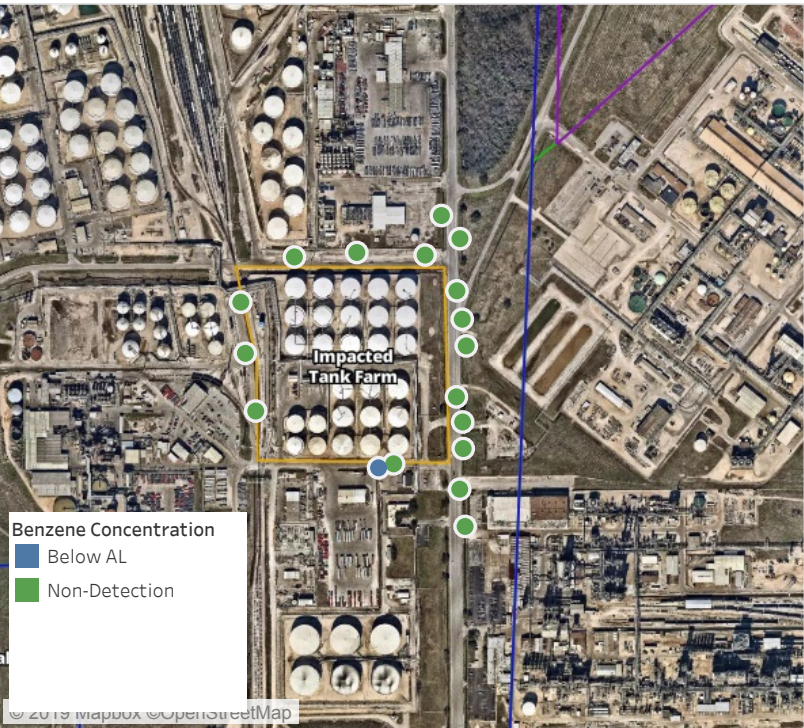 Impacted
Tank Farm
Benzene Concentration
Below AL
Non-Detection
© 2019 Mapbox ©OpenStreetMap